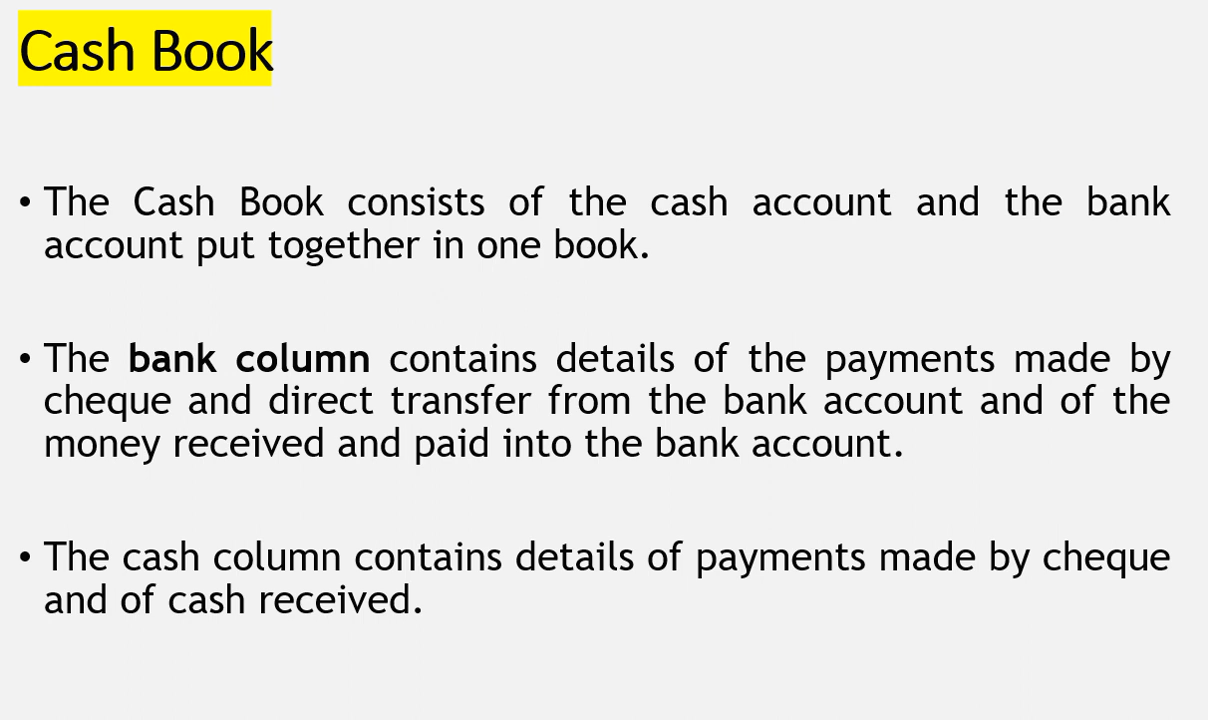 Cash Book
• The Cash Book consists of the cash account and the bank
account put together in one book.
• The bank column contains details of the payments made by
cheque and direct transfer from the bank account and of the
money received and paid into the bank account.
• The cash column contains details of payments made by cheque
and of cash received.